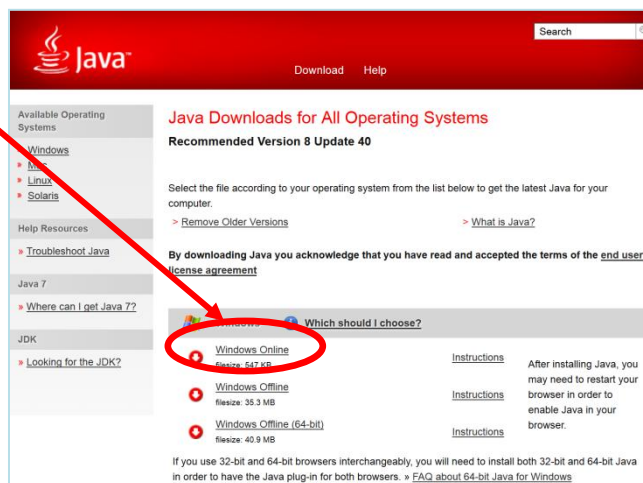 Search
Java™
Download Help
Available Operating
Systems
» Windows
» Mac
» Linux
» Solaris
Help Resources
» Troubleshoot Java
Java 7
» Where can I get Java 7?
JDK
» Looking for the JDK?
Java Downloads for All Operating Systems
Recommended Version 8 Update 40
Select the file according to your operating system from the list below to get the latest Java for your
computer.
> Remove Older Versions > What is Java?
By downloading Java you acknowledge that you have read and accepted the terms of the end user
license agreement
Windows Which should I choose?
Windows Online Instructions
filesize: 547 KB
Windows Offline Instructions
filesize: 35.3 MB
Windows Offline (64-bit) Instructions
filesize: 40.9 MB
After installing Java, you
may need to restart your
browser in order to
enable Java in your
browser.
If you use 32-bit and 64-bit browsers interchangeably, you will need to install both 32-bit and 64-bit Java
in order to have the Java plug-in for both browsers. » FAQ about 64-bit Java for Windows